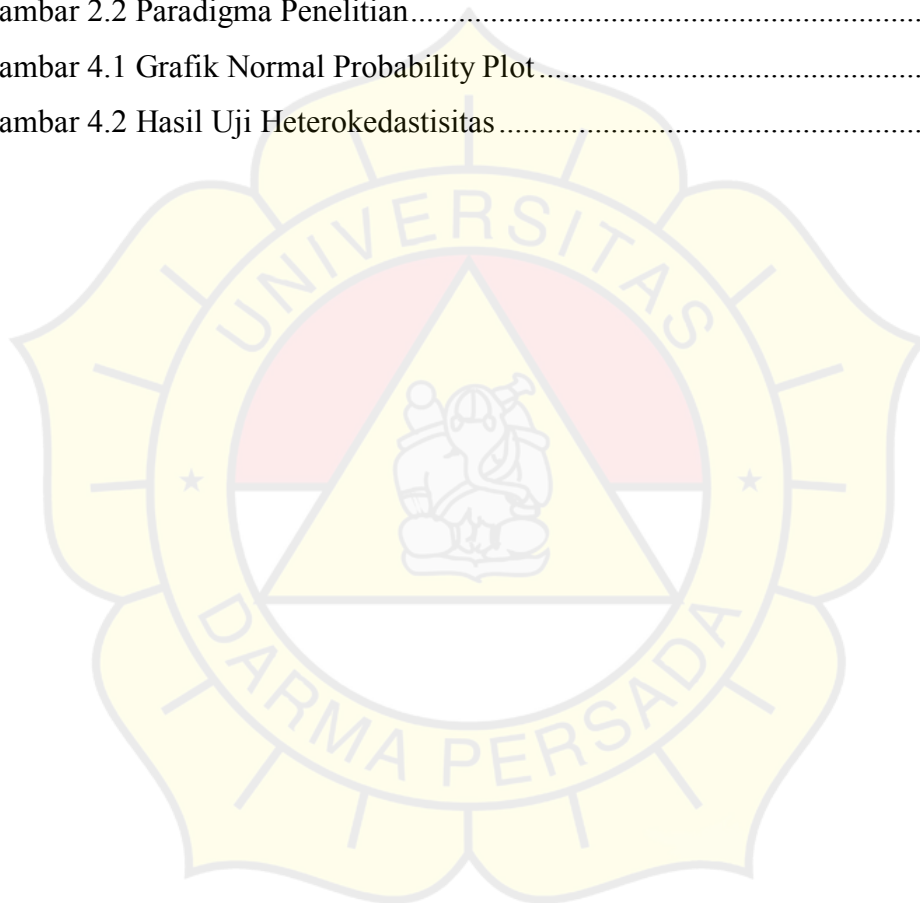 ambar 2.2 Paradigma Penelitian................................................................
ambar 4.1 Grafik Normal Probability Plot................................................
ambar 4.2 Hasil Uji Heterokedastisitas.....................................................
UNIVERSITAS
DARMA PERSADA